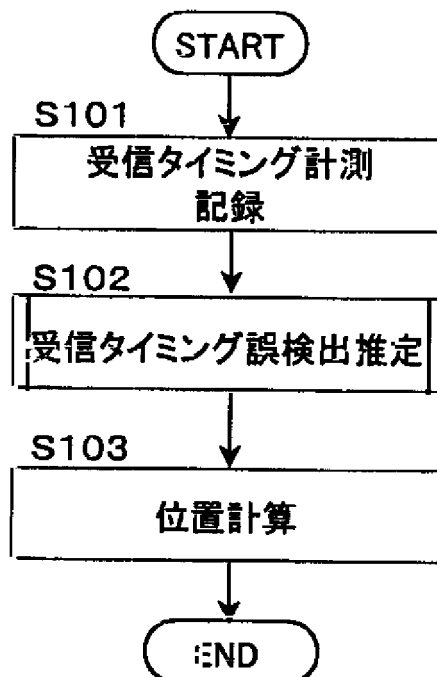 START
S101
受信タイミング計測
記録
S102
受信タイミング誤検出推定
S103
位置計算
END